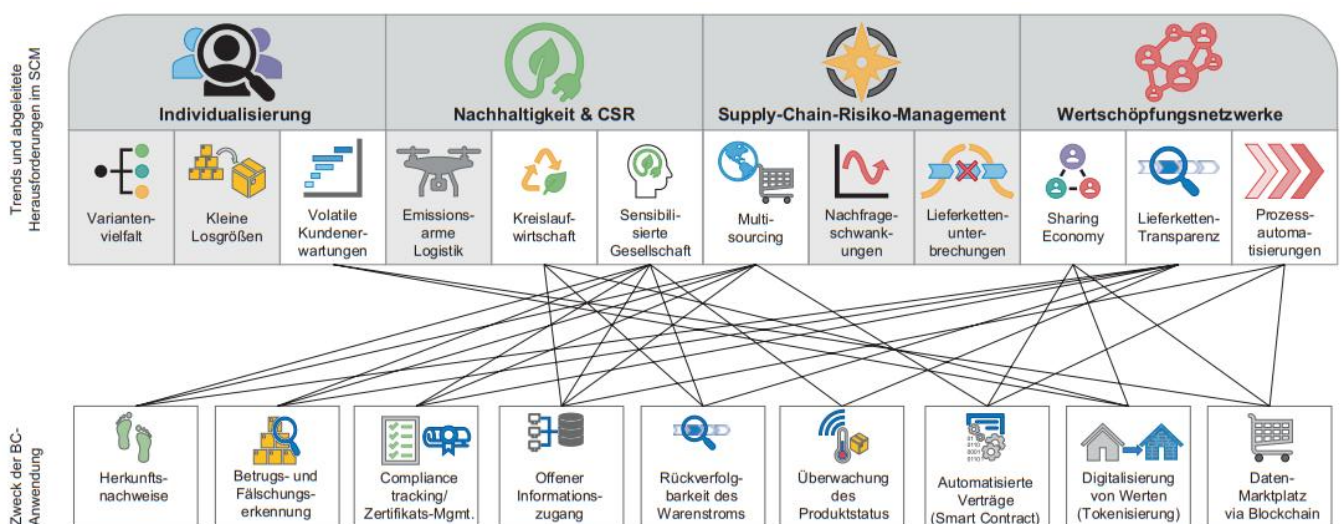 Trends und abgeleitete
Herausforderungen im SCM
Individualisierung
Nachhaltigkeit & CSR
Supply-Chain-Risiko-Management
Wertschöpfungsnetzwerke
Varianten-
vielfalt
Kleine
Losgrößen
Volatile
Kundener-
wartungen
Emissions-
arme
Logistik
Kreislauf-
wirtschaft
Sensibili-
sierte
Gesellschaft
Multi-
sourcing
Nachfrage-
schwank-
ungen
Lieferketten-
unter-
brechungen
Sharing
Economy
Lieferketten-
Transparenz
Prozess-
automa-
tisierungen
Zweck der BC-
Anwendung
Herkunfts-
nachweise
Betrugs- und
Fälschungs-
erkennung
Compliance
tracking/
Zertifikats-Mgmt.
Offener
Informations-
zugang
Rückverfolg-
barkeit des
Warenstroms
Überwachung
des
Produktstatus
01
0110
0001
0110
Automatisierte
Verträge
(Smart Contract)
Digitalisierung
von Werten
(Tokenisierung)
Daten-
Marktplatz
via Blockchain